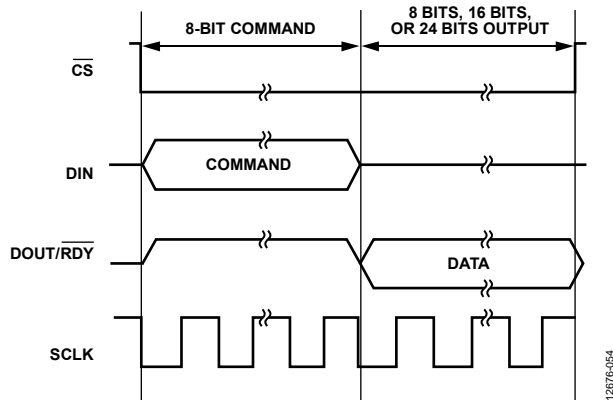 8-BIT COMMAND
8 BITS, 16 BITS,
OR 24 BITS OUTPUT
CS
DIN
COMMAND
DOUT/RDY
DATA
SCLK
12676-054